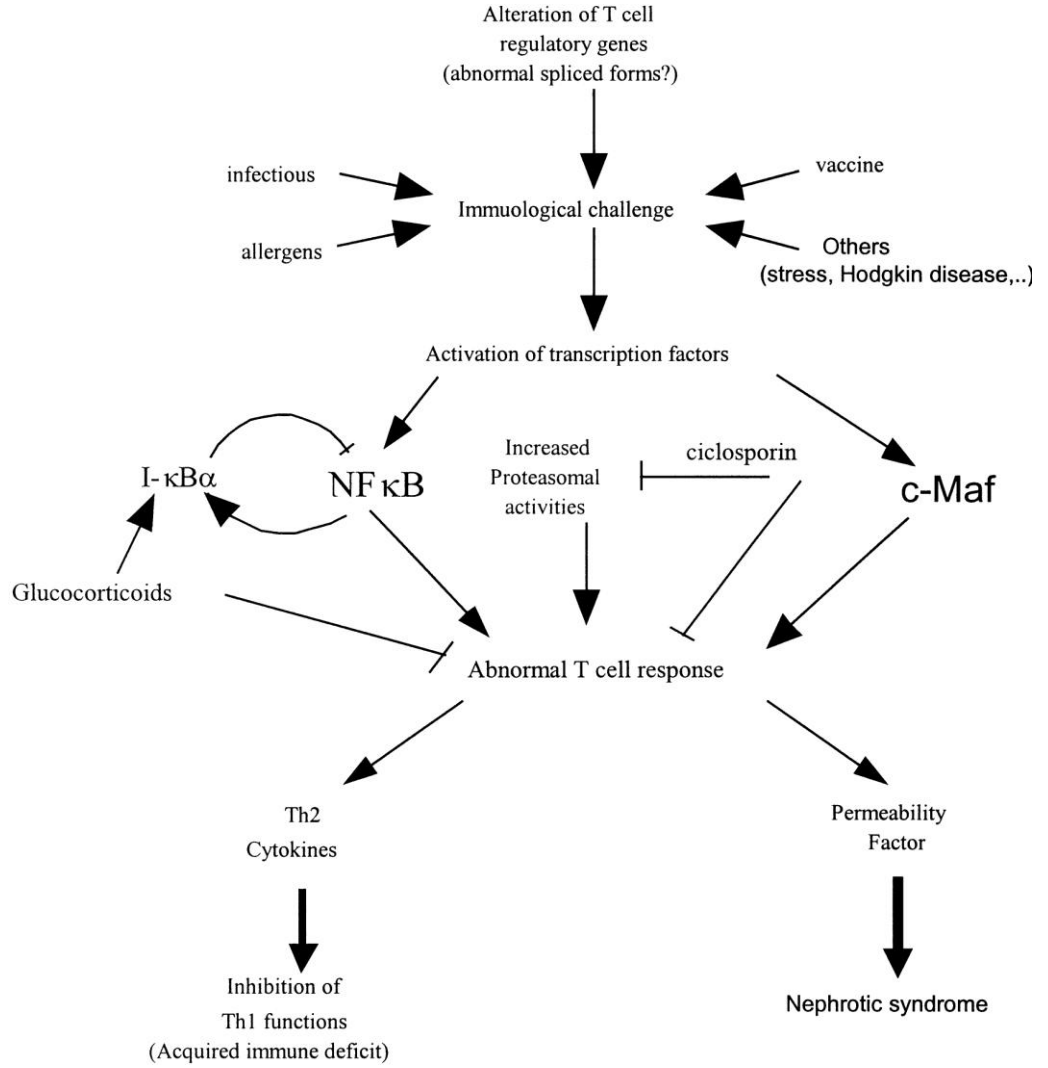 Alteration of T cell
regulatory genes
(abnormal spliced forms?)
infectious
vaccine
Immuological challenge
allergens
Others
(stress, Hodgkin disease,..)
Activation of transcription factors
I-κBα
NFκB
Increased
Proteasomal
activities
ciclosporin
c-Maf
Glucocorticoids
Abnormal T cell response
Th2
Cytokines
Permeability
Factor
Inhibition of
Th1 functions
(Acquired immune deficit)
Nephrotic syndrome